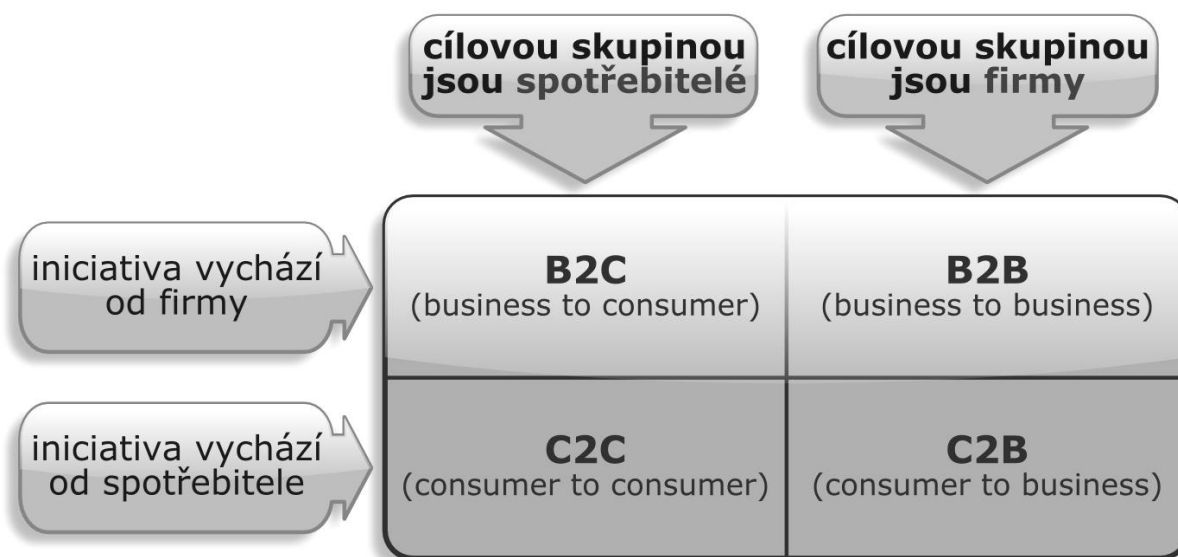 cílovou skupinou
jsou spotřebitelé
cílovou skupinou
jsou firmy
iniciativa vychází
od firmy
B2C
(business to consumer)
B2B
(business to business)
iniciativa vychází
od spotřebitele
C2C
(consumer to consumer)
C2B
(consumer to business)